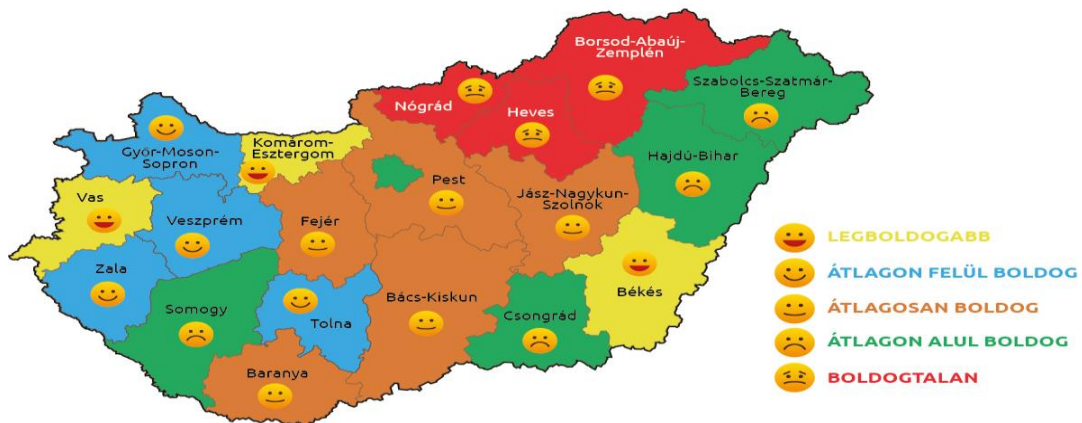 Borsod-Abaúj-
Zemplén
Szabolcs-Szatmár-
Bereg
Nógrád
Heves
Komárom-
Esztergom
Győr-Moson-
Sopron
Hajdú-Bihar
Pest
Jász-Nagykun-
Szolnok
Vas
Veszprém
Fejér
Zala
Somogy
Tolna
Bács-Kiskun
Csongrád
Békés
Baranya
LEGBOLDOGABB
ÁTLAGON FELÜL BOLDOG
ÁTLAGOSAN BOLDOG
ÁTLAGON ALUL BOLDOG
BOLDOGTALAN